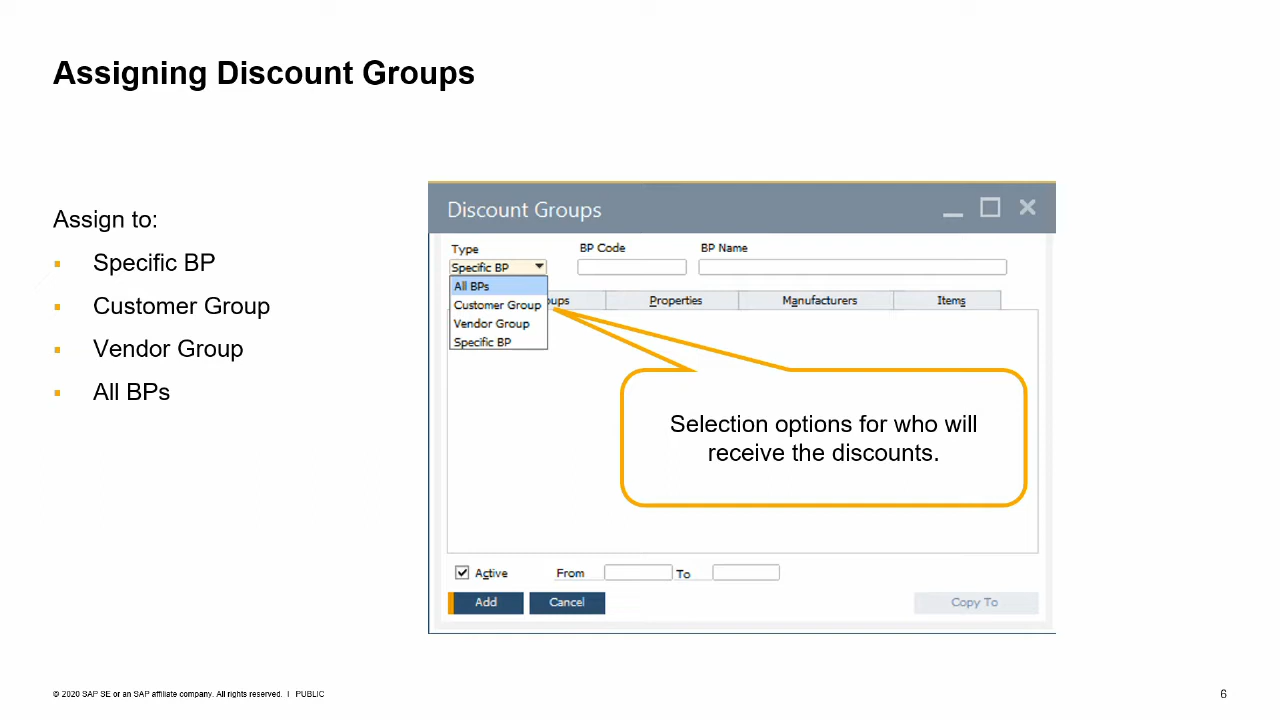 Assigning Discount Groups
Assign to:
▪ Specific BP
▪ Customer Group
▪ Vendor Group
▪ All BPs
Discount Groups
Type BP Code BP Name
Specific BP
All BPs
Customer Group
Vendor Group
Specific BP
Properties Manufacturers Items
Selection options for who will
receive the discounts.
Active From To
Add Cancel Copy To
© 2020 SAP SE or an SAP affiliate company. All rights reserved. I PUBLIC
6